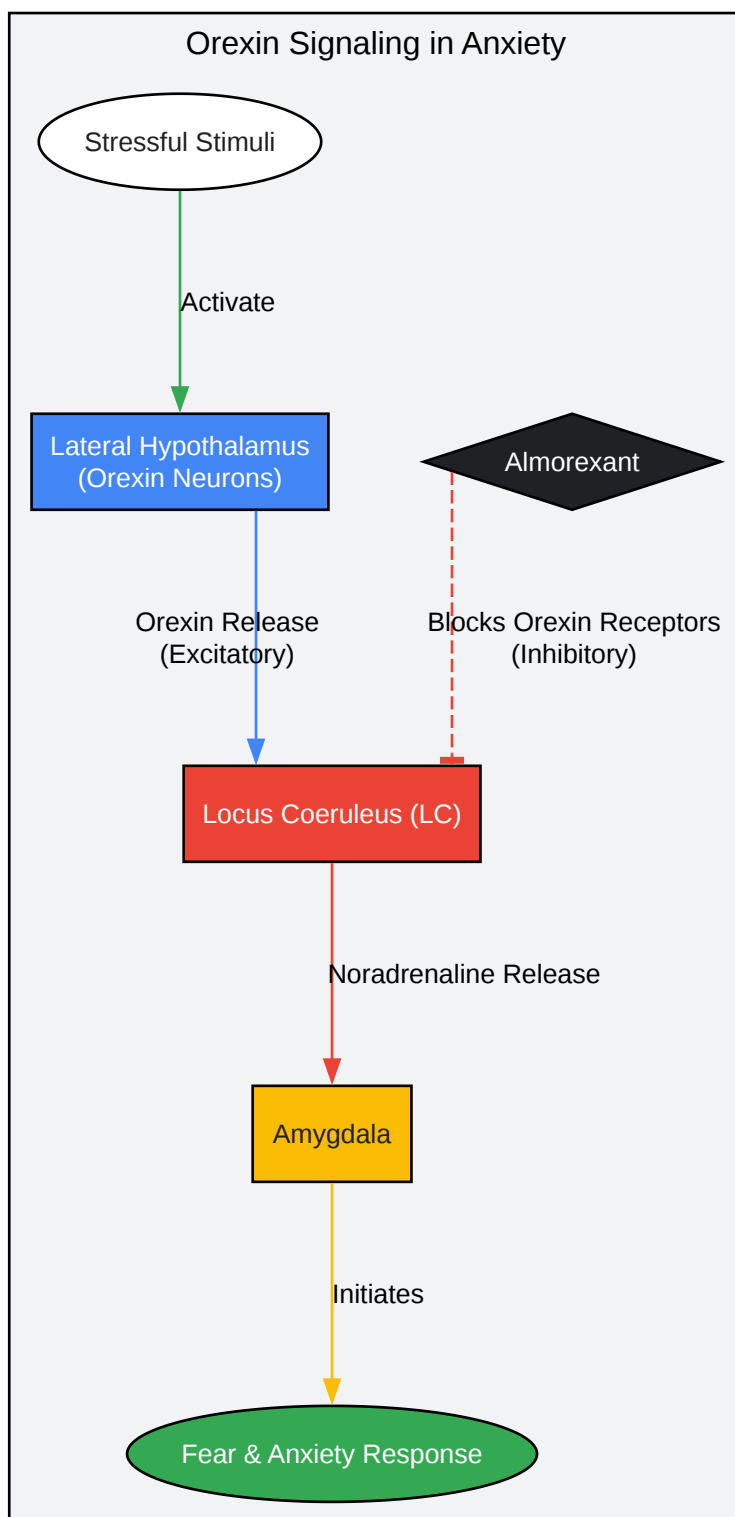 Orexin Signaling in Anxiety
Stressful Stimuli
Activate
Lateral Hypothalamus
(Orexin Neurons)
Almorexant
Orexin Release
(Excitatory)
Blocks Orexin Receptors
(Inhibitory)
Locus Coeruleus (LC)
Noradrenaline Release
Amygdala
Initiates
Fear & Anxiety Response